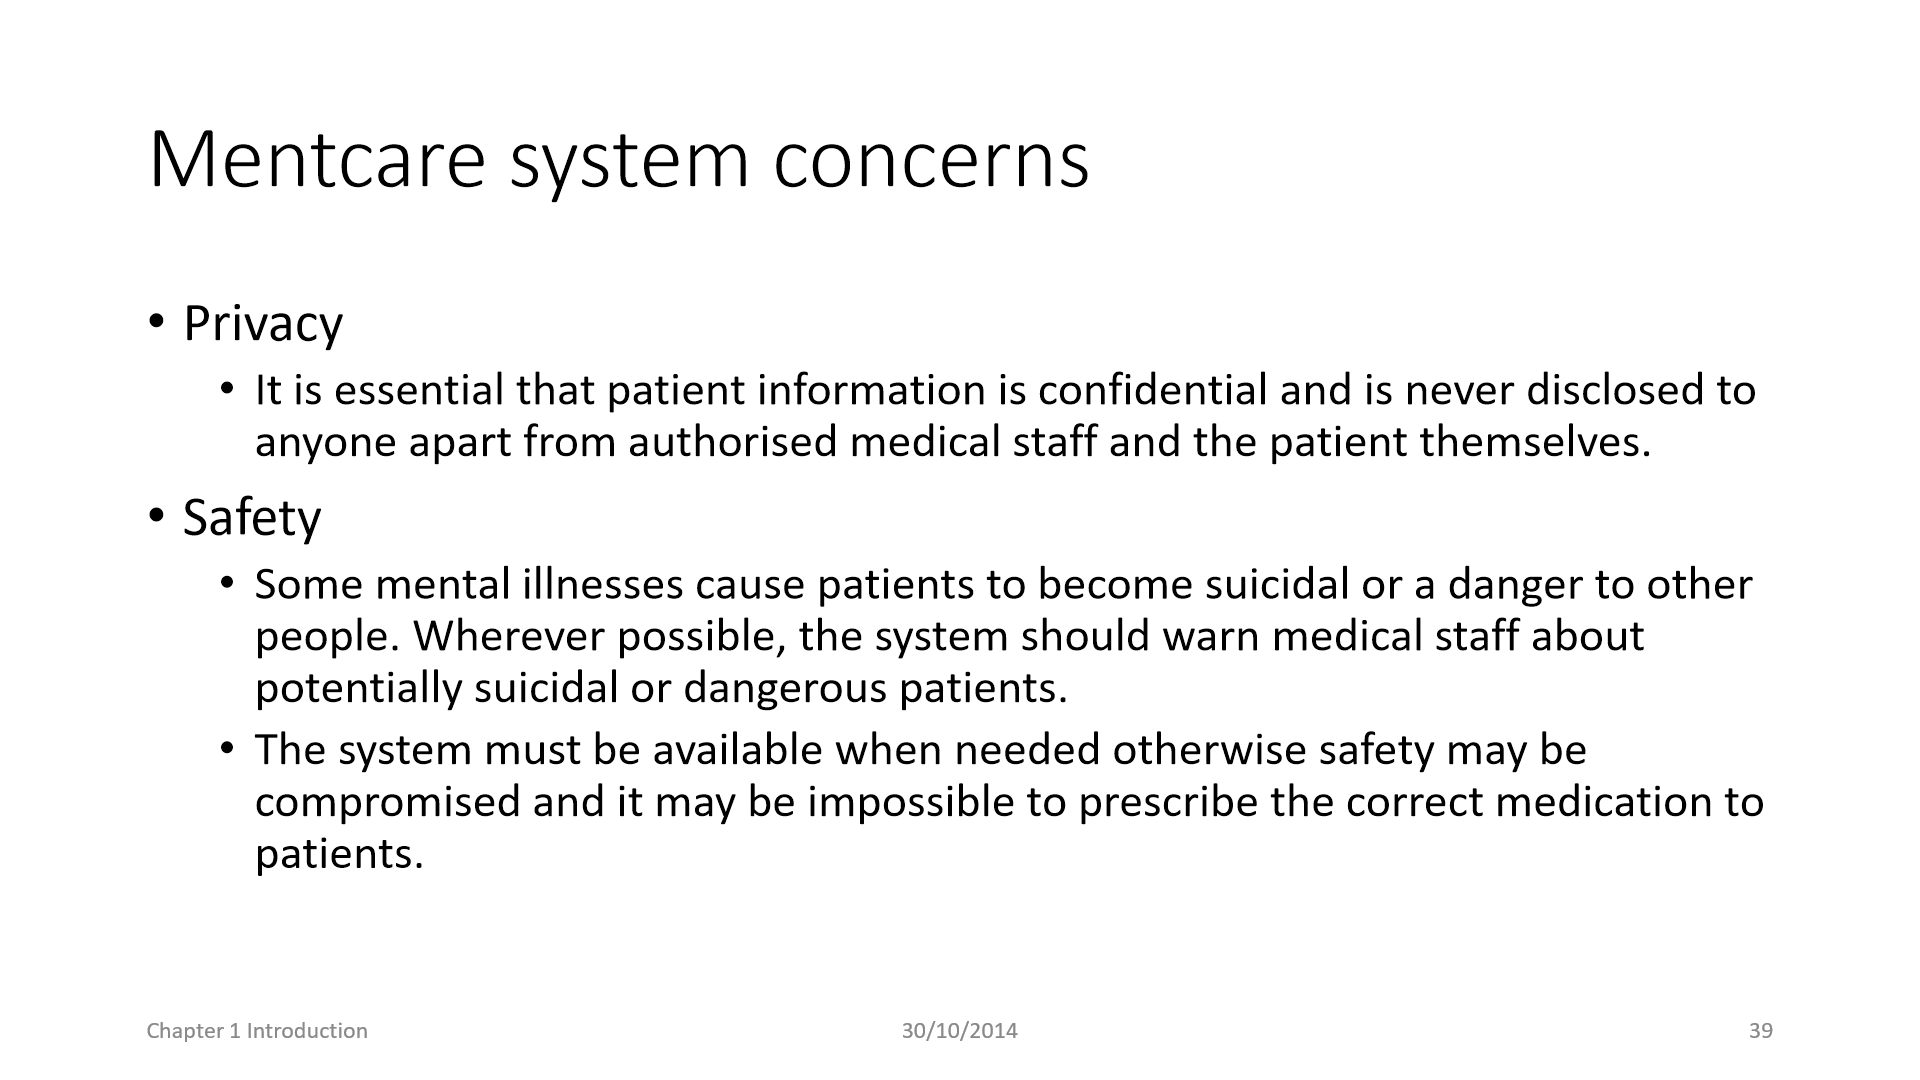 Mentcare system concerns
• Privacy
• It is essential that patient information is confidential and is never disclosed to
anyone apart from authorised medical staff and the patient themselves.
• Safety
• Some mental illnesses cause patients to become suicidal or a danger to other
people. Wherever possible, the system should warn medical staff about
potentially suicidal or dangerous patients.
• The system must be available when needed otherwise safety may be
compromised and it may be impossible to prescribe the correct medication to
patients.
Chapter 1 Introduction
30/10/2014
39